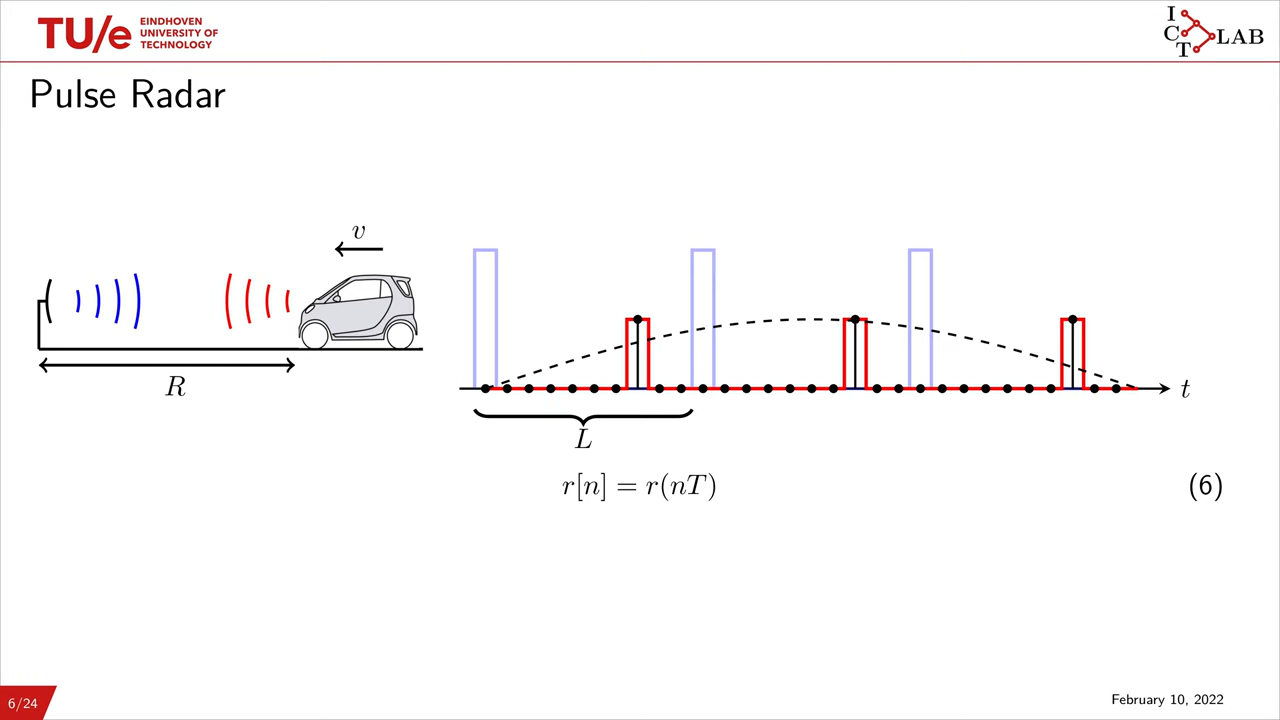 TU/e EINDHOVEN
UNIVERSITY OF
TECHNOLOGY
I
C
T LAB
Pulse Radar
v
R
t
L
r[n] = r(nT)
(6)
6/24
February 10, 2022